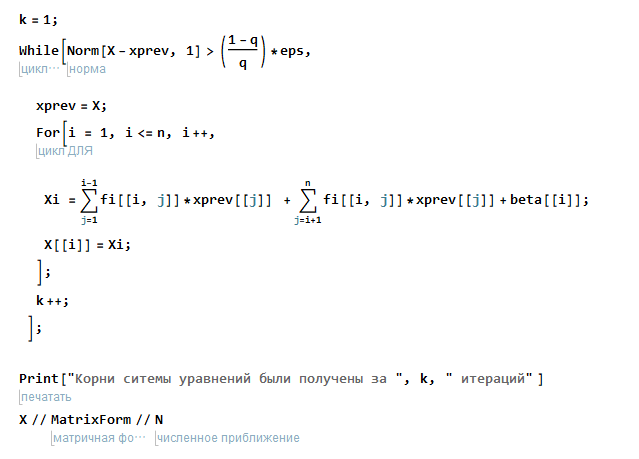 k = 1;
While[Norm[X - xprev, 1] > ((1 - q)/q) * eps,
цикл⋯ норма
xprev = X;
For[i = 1, i <= n, i ++,
цикл ДЛЯ
Xi = ∑_{j=1}^{i-1} fi[[i, j]] * xprev[[j]] + ∑_{j=i+1}^{n} fi[[i, j]] * xprev[[j]] + beta[[i]];
X[[i]] = Xi;
];
k ++;
];
Print["Корни ситемы уравнений были получены за ", k, " итераций" ]
печатать
X // MatrixForm // N
матричная фо⋯ численное приближение